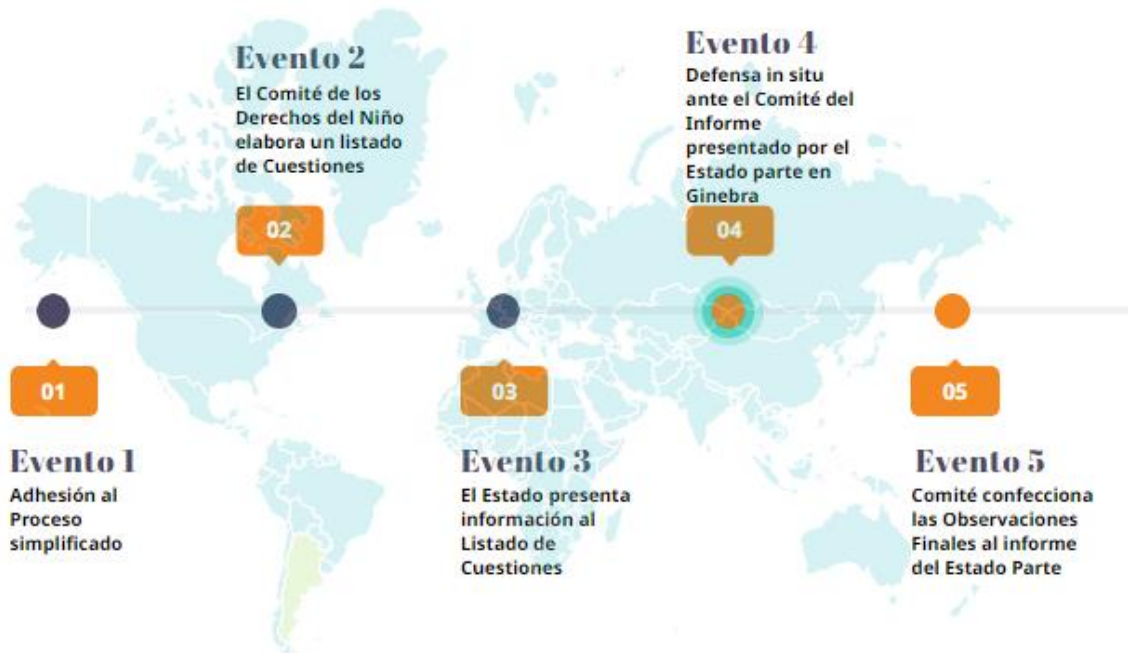 01
Evento 1
Adhesión al
Proceso
simplificado
Evento 2
El Comité de los
Derechos del Niño
elabora un listado
de Cuestiones
02
03
Evento 3
El Estado presenta
información al
Listado de
Cuestiones
Evento 4
Defensa in situ
ante el Comité del
Informe
presentado por el
Estado parte en
Ginebra
04
05
Evento 5
Comité confecciona
las Observaciones
Finales al informe
del Estado Parte